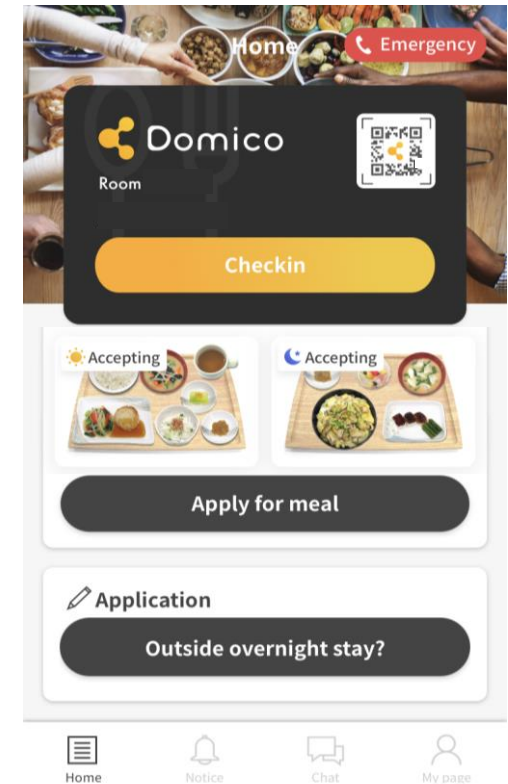 Home
Emergency
Domico
Room
Checkin
Accepting
Accepting
Apply for meal
Application
Outside overnight stay?
Home
Notice
Chat
My page